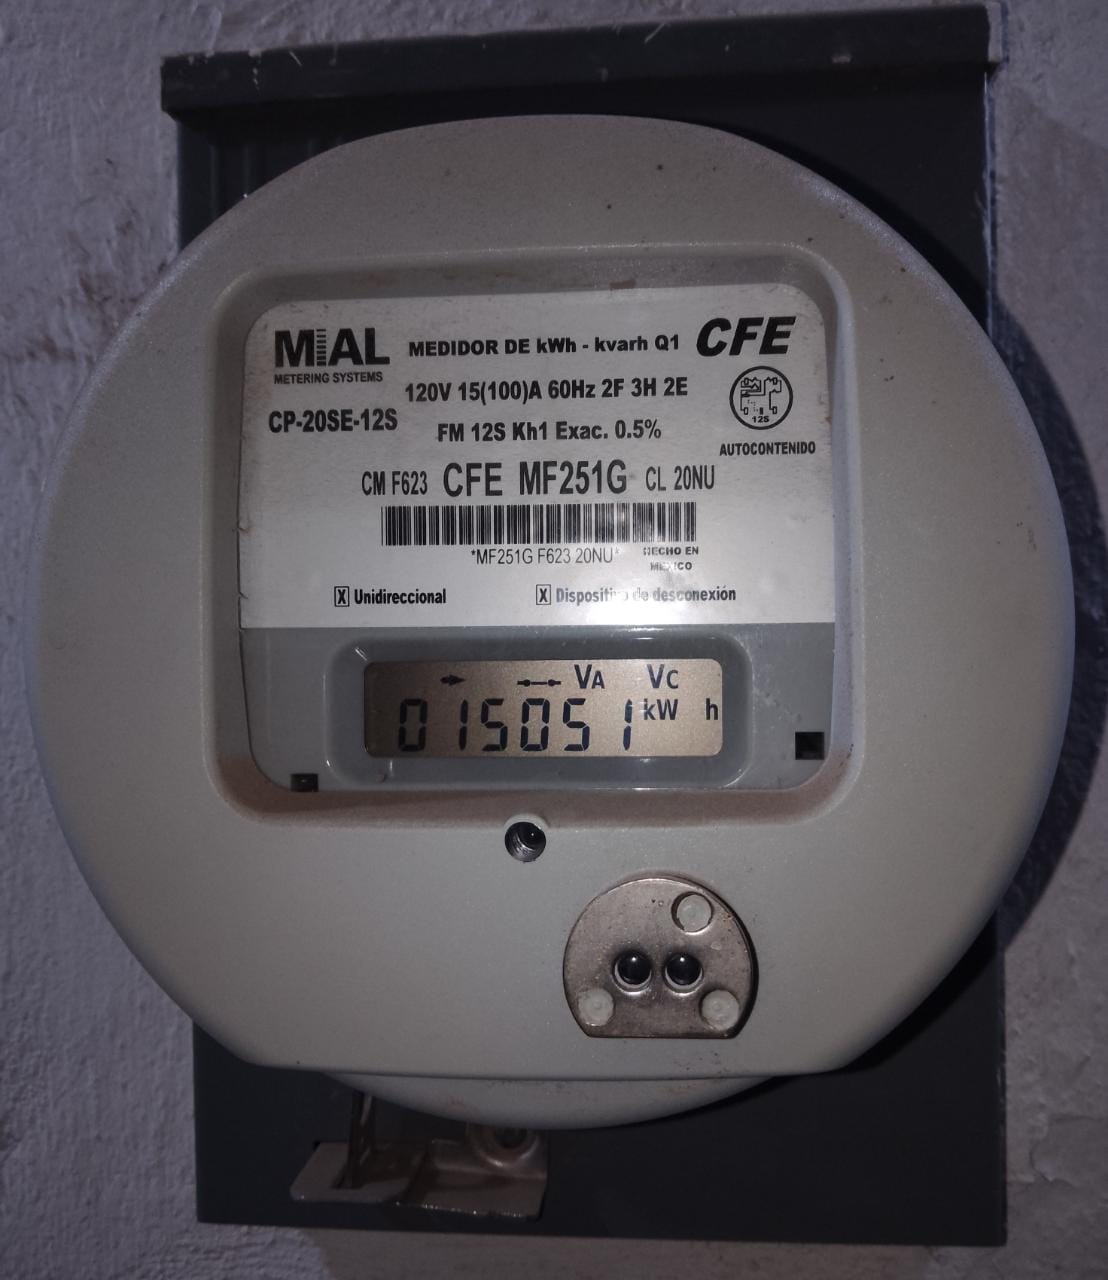 MIAL
METERING SYSTEMS
MEDIDOR DE kWh - kvarh Q1
CFE
120V 15(100)A 60Hz 2F 3H 2E
CP-20SE-12S
FM 12S Kh1 Exac. 0.5%
12S
AUTOCONTENIDO
CM F623 CFE MF251G CL 20NU
*MF251G F623 20NU*
HECHO EN
MEXICO
X Unidireccional
X Dispositivo de desconexión
VA VC
015051 kW h